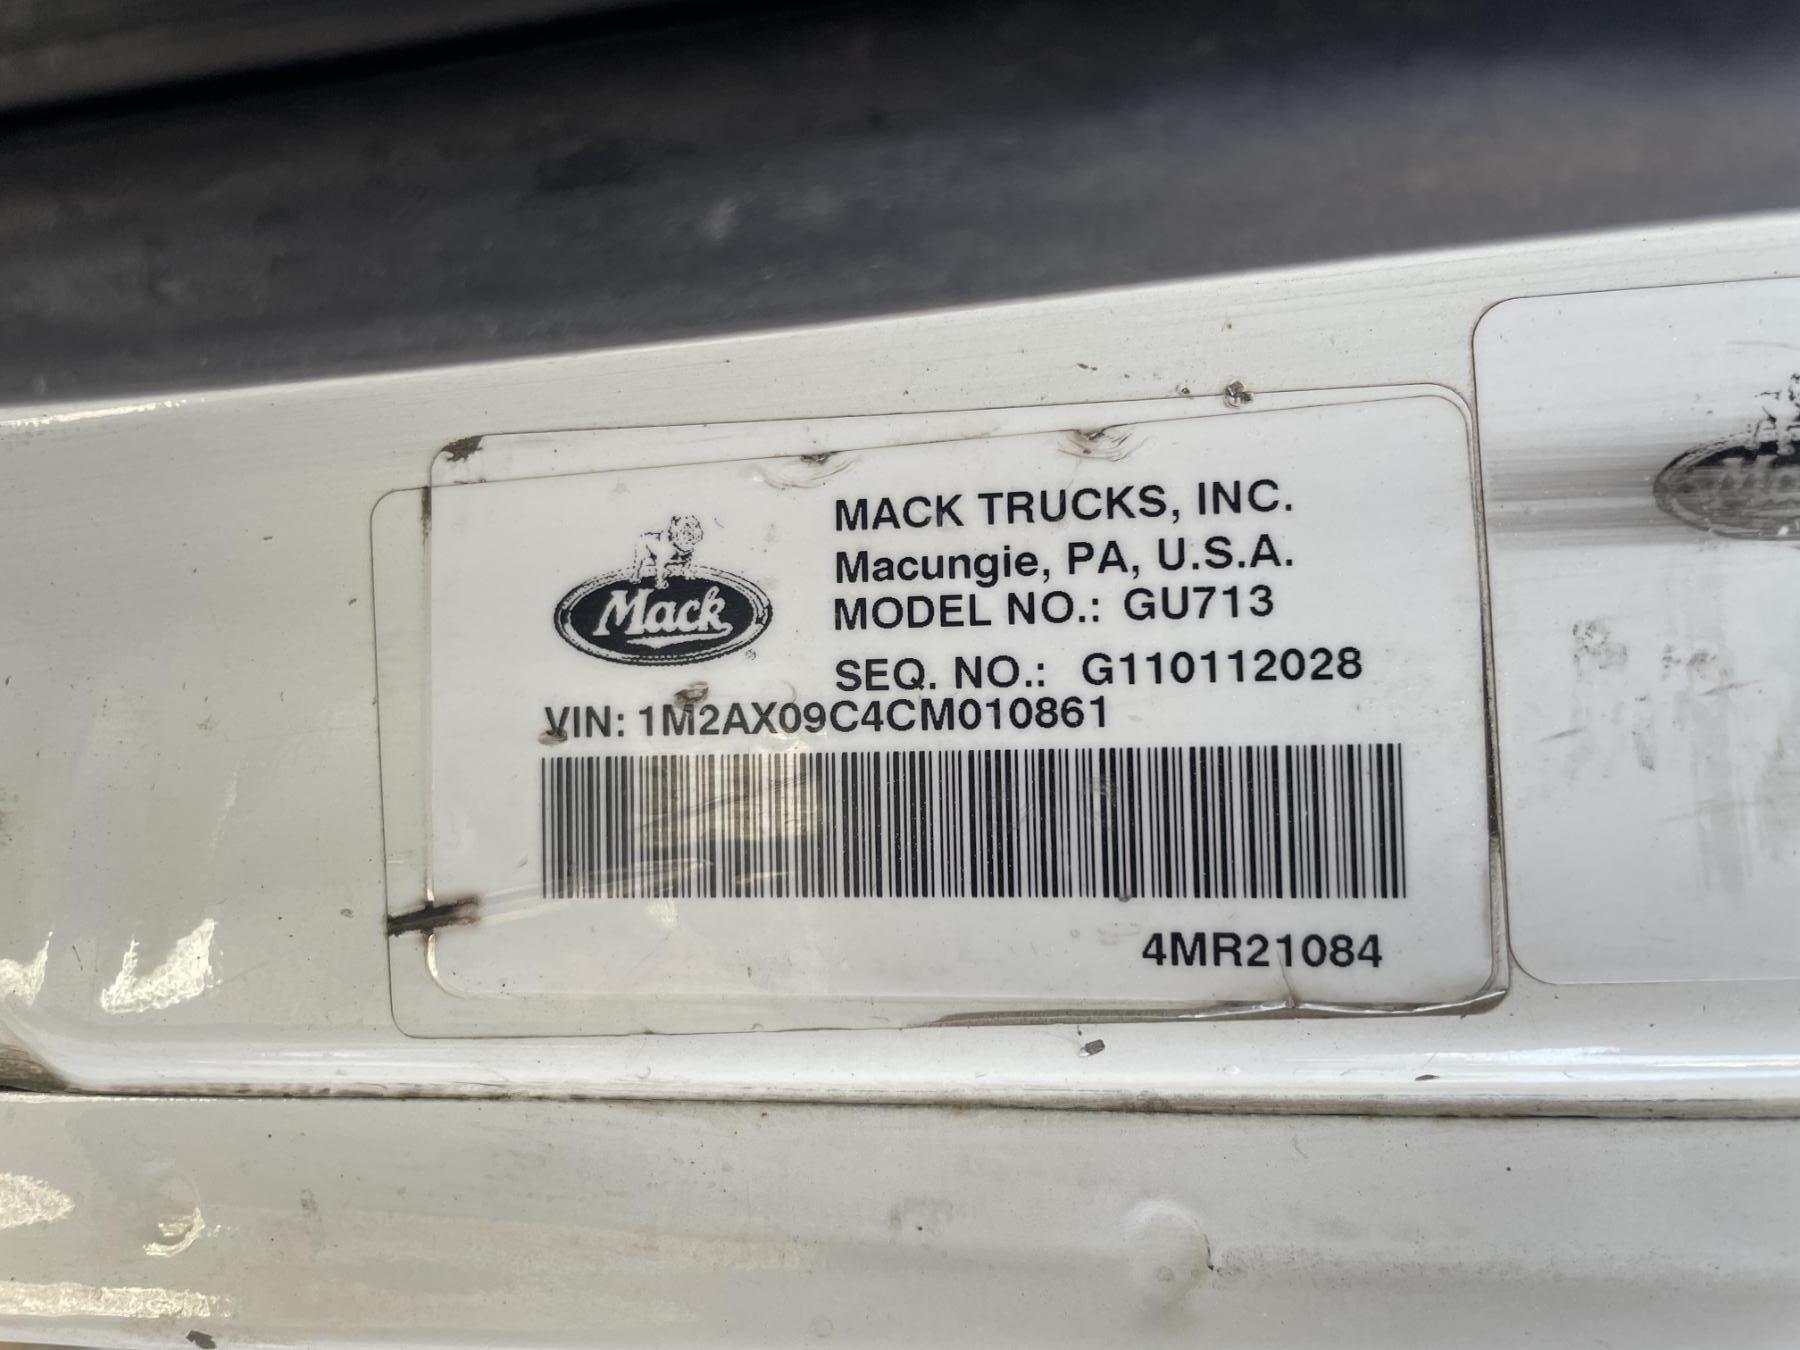 MACK TRUCKS, INC.
Macungie, PA, U.S.A.
MODEL NO.: GU713
Mack
SEQ. NO.: G110112028
VIN: 1M2AX09C4CM010861
4MR21084